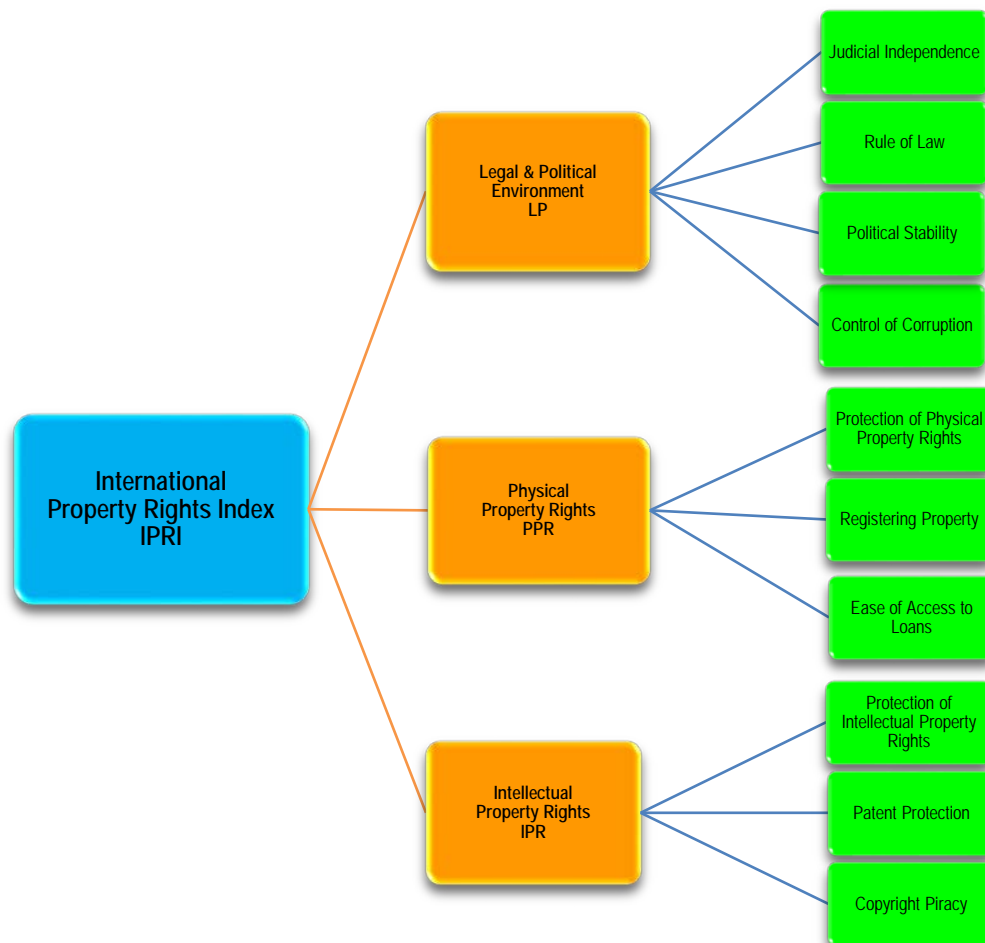 International
Property Rights Index
IPRI
Legal & Political
Environment
LP
Judicial Independence
Rule of Law
Political Stability
Control of Corruption
Physical
Property Rights
PPR
Protection of Physical
Property Rights
Registering Property
Ease of Access to
Loans
Intellectual
Property Rights
IPR
Protection of
Intellectual Property
Rights
Patent Protection
Copyright Piracy